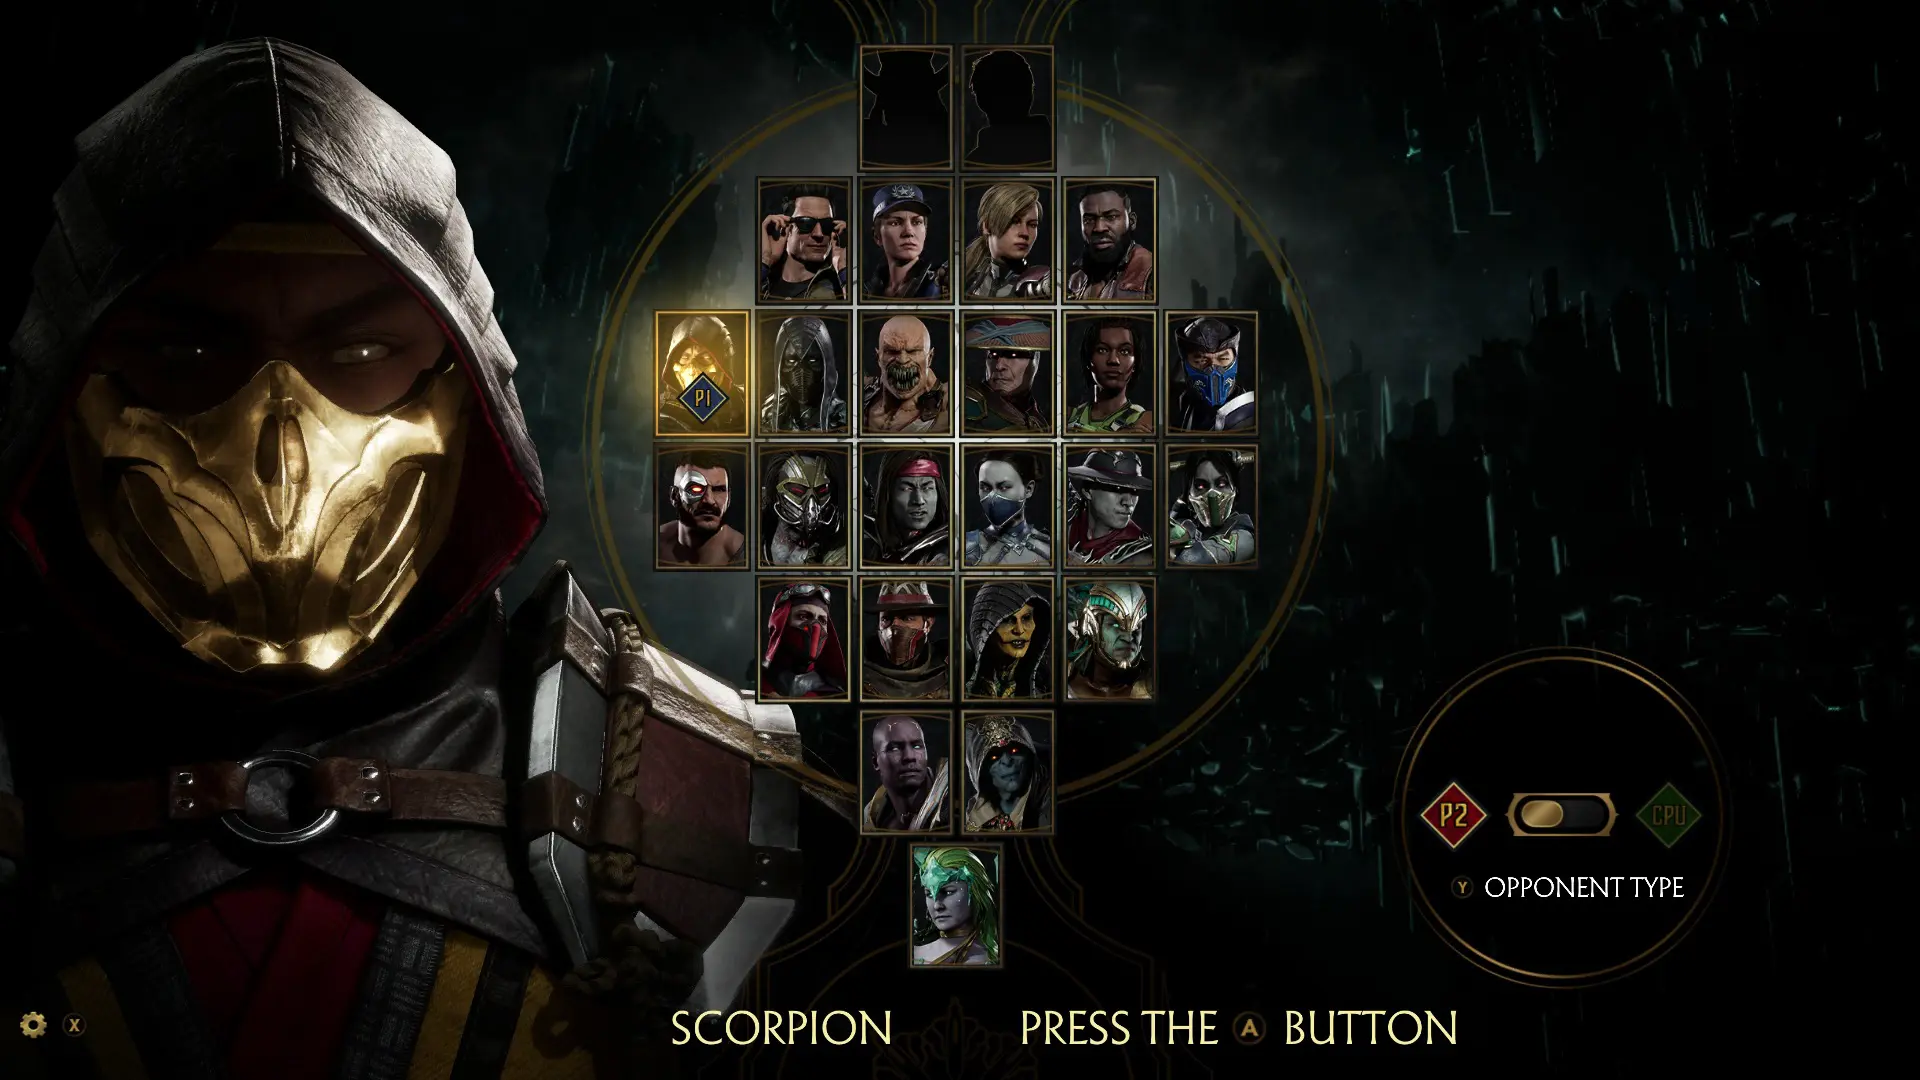 P1
P2
CPU
Y OPPONENT TYPE
X
SCORPION
PRESS THE A BUTTON